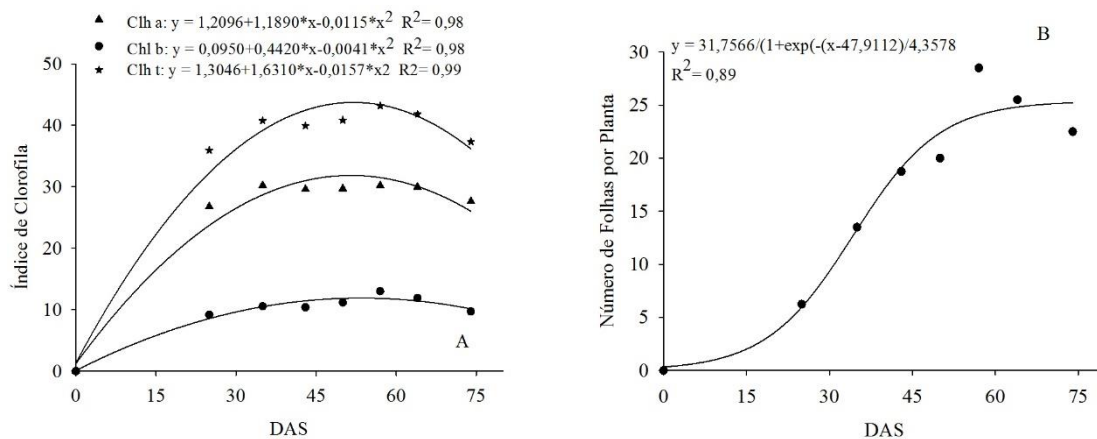 Clh a: y = 1,2096+1,1890*x-0,0115*x² R²= 0,98
Chl b: y = 0,0950+0,4420*x-0,0041*x² R²= 0,98
Chl t: y = 1,3046+1,6310*x-0,0157*x2 R2= 0,99
50
40
30
20
10
0
Índice de Clorofila
A
0 15 30 45 60 75
DAS
B
y = 31,7566/(1+exp(-(x-47,9112)/4,3578
R²= 0,89
30
25
20
15
10
5
0
Número de Folhas por Planta
0 15 30 45 60 75
DAS